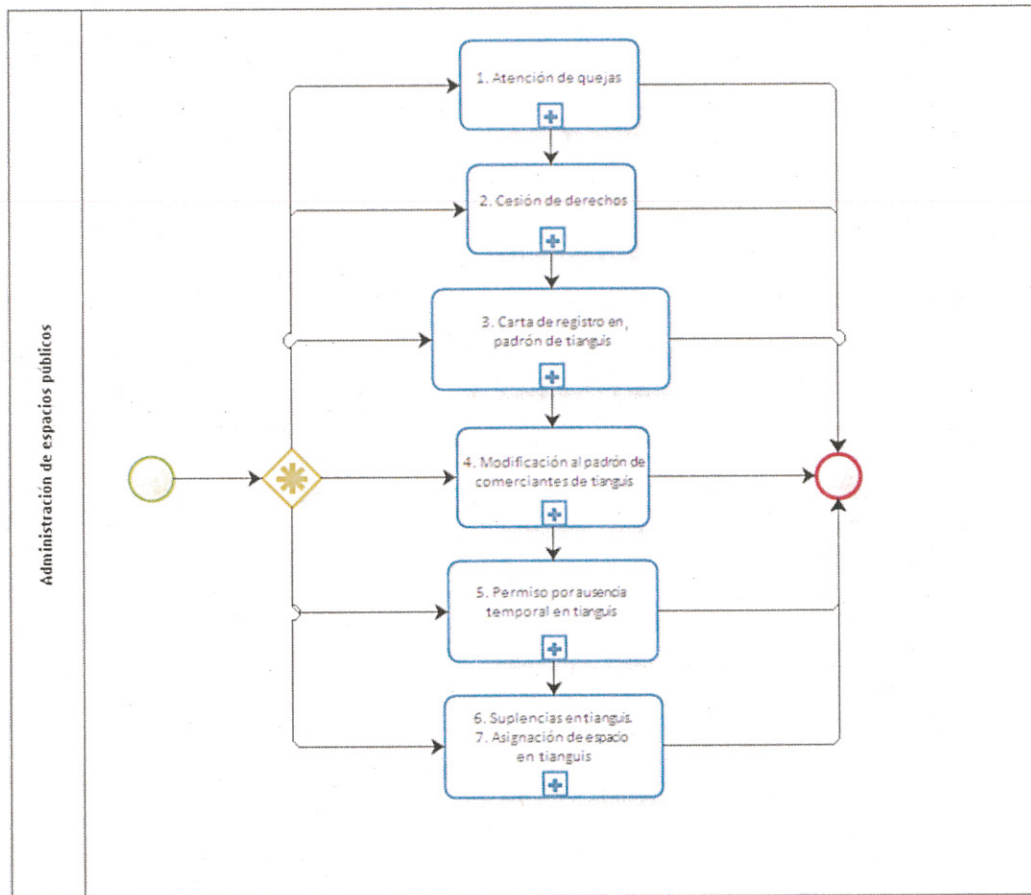 Administración de espacios públicos
1. Atención de quejas
2. Cesión de derechos
3. Carta de registro en,
padrón de tianguis
4. Modificación al padrón de
comerciantes de tianguis
5. Permiso por ausencia
temporal en tianguis
6. Suplencias en tianguis.
7. Asignación de espacio
en tianguis